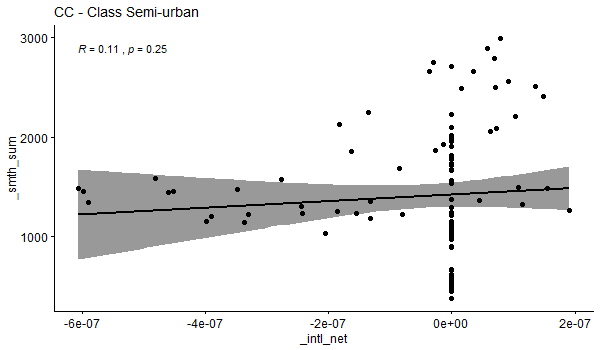 CC - Class Semi-urban
R = 0.11 , p = 0.25
3000
2000
1000
_smth_sum
-6e-07 -4e-07 -2e-07 0e+00 2e-07
_intl_net